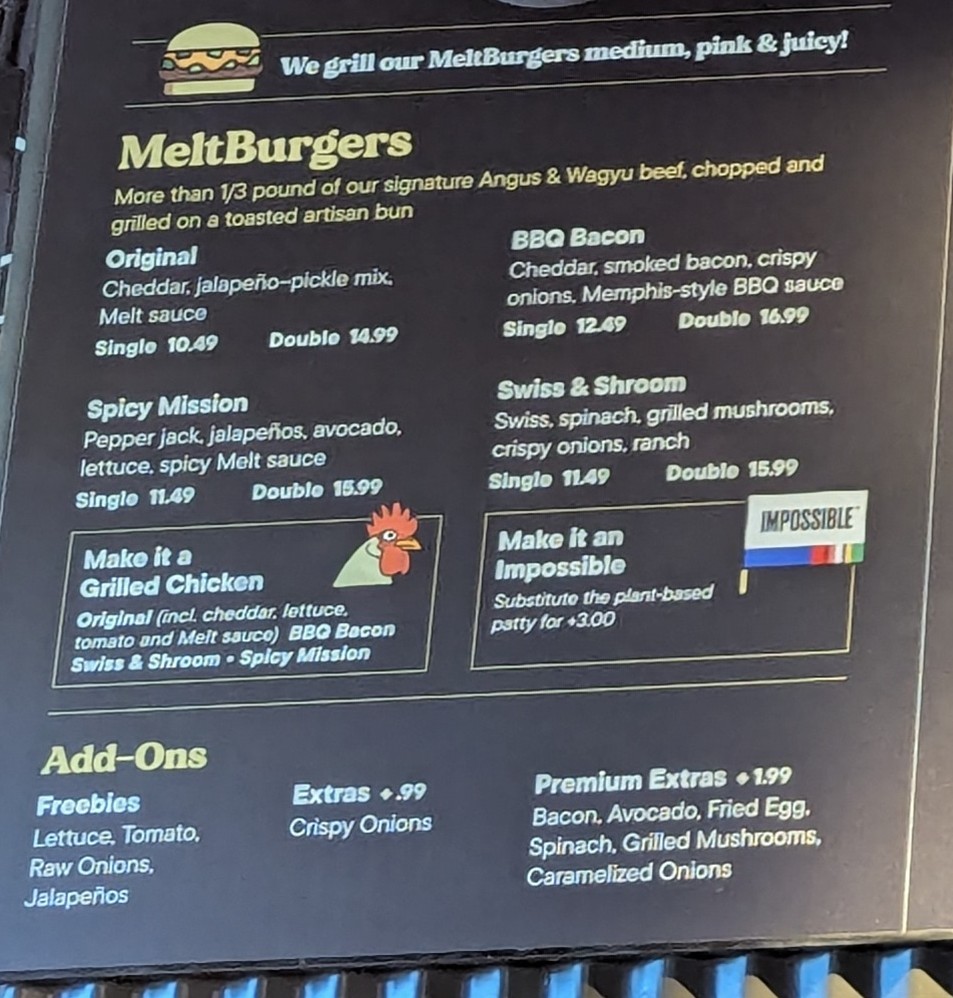 We grill our MeltBurgers medium, pink & juicy!
MeltBurgers
More than 1/3 pound of our signature Angus & Wagyu beef, chopped and
grilled on a toasted artisan bun
Original
Cheddar, jalapeño-pickle mix,
Melt sauce
Single 10.49 Double 14.99
BBQ Bacon
Cheddar, smoked bacon, crispy
onions, Memphis-style BBQ sauce
Single 12.49 Double 16.99
Spicy Mission
Pepper jack, jalapeños, avocado,
lettuce, spicy Melt sauce
Single 11.49 Double 15.99
Swiss & Shroom
Swiss, spinach, grilled mushrooms,
crispy onions, ranch
Single 11.49 Double 15.99
Make it a
Grilled Chicken
Original (incl. cheddar, lettuce,
tomato and Melt sauce) BBQ Bacon
Swiss & Shroom • Spicy Mission
Make it an
Impossible
Substitute the plant-based
patty for +3.00
IMPOSSIBLE™
Add-Ons
Freebies
Lettuce, Tomato,
Raw Onions,
Jalapeños
Extras +.99
Crispy Onions
Premium Extras +1.99
Bacon, Avocado, Fried Egg,
Spinach, Grilled Mushrooms,
Caramelized Onions